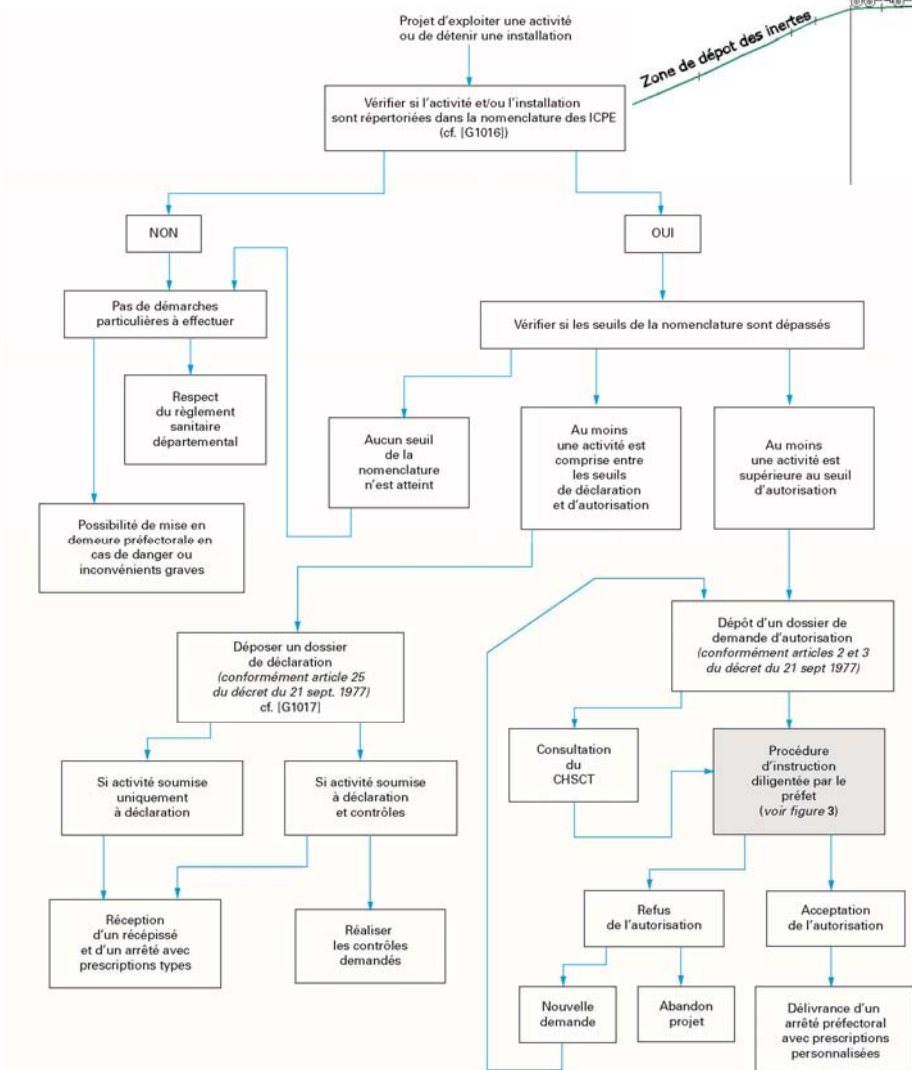 Projet d'exploiter une activité
ou de détenir une installation
Zone de dépot des inertes
Vérifier si l'activité et/ou l'installation
sont répertoriées dans la nomenclature des ICPE
(cf. [G1016])
NON
OUI
Pas de démarches
particulières à effectuer
Vérifier si les seuils de la nomenclature sont dépassés
Respect
du règlement
sanitaire
départemental
Aucun seuil
de la
nomenclature
n'est atteint
Au moins
une activité est
comprise entre
les seuils
de déclaration
et d'autorisation
Au moins
une activité est
supérieure au seuil
d'autorisation
Possibilité de mise en
demeure préfectorale en
cas de danger ou
inconvénients graves
Déposer un dossier
de déclaration
(conformément article 25
du décret du 21 sept. 1977)
cf. [G1017]
Dépôt d'un dossier de
demande d'autorisation
(conformément articles 2 et 3
du décret du 21 sept 1977)
Si activité soumise
uniquement
à déclaration
Si activité soumise
à déclaration
et contrôles
Consultation
du
CHSCT
Procédure
d'instruction
diligentée par le
préfet
(voir figure 3)
Réception
d'un récépissé
et d'un arrêté avec
prescriptions types
Réaliser
les contrôles
demandés
Refus
de l'autorisation
Acceptation
de l'autorisation
Nouvelle
demande
Abandon
projet
Délivrance d'un
arrêté préfectoral
avec prescriptions
personnalisées